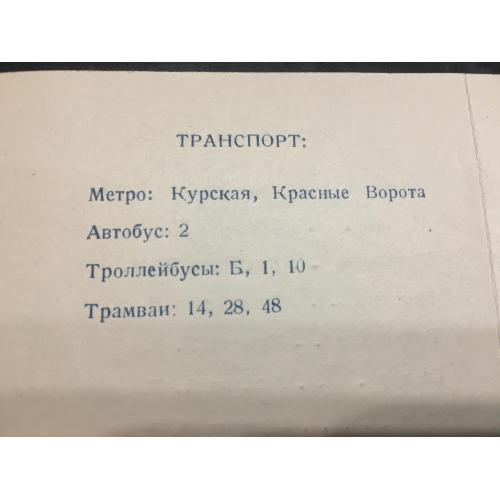 ТРАНСПОРТ:
Метро: Курская, Красные Ворота
Автобус: 2
Троллейбусы: Б, 1, 10
Трамваи: 14, 28, 48